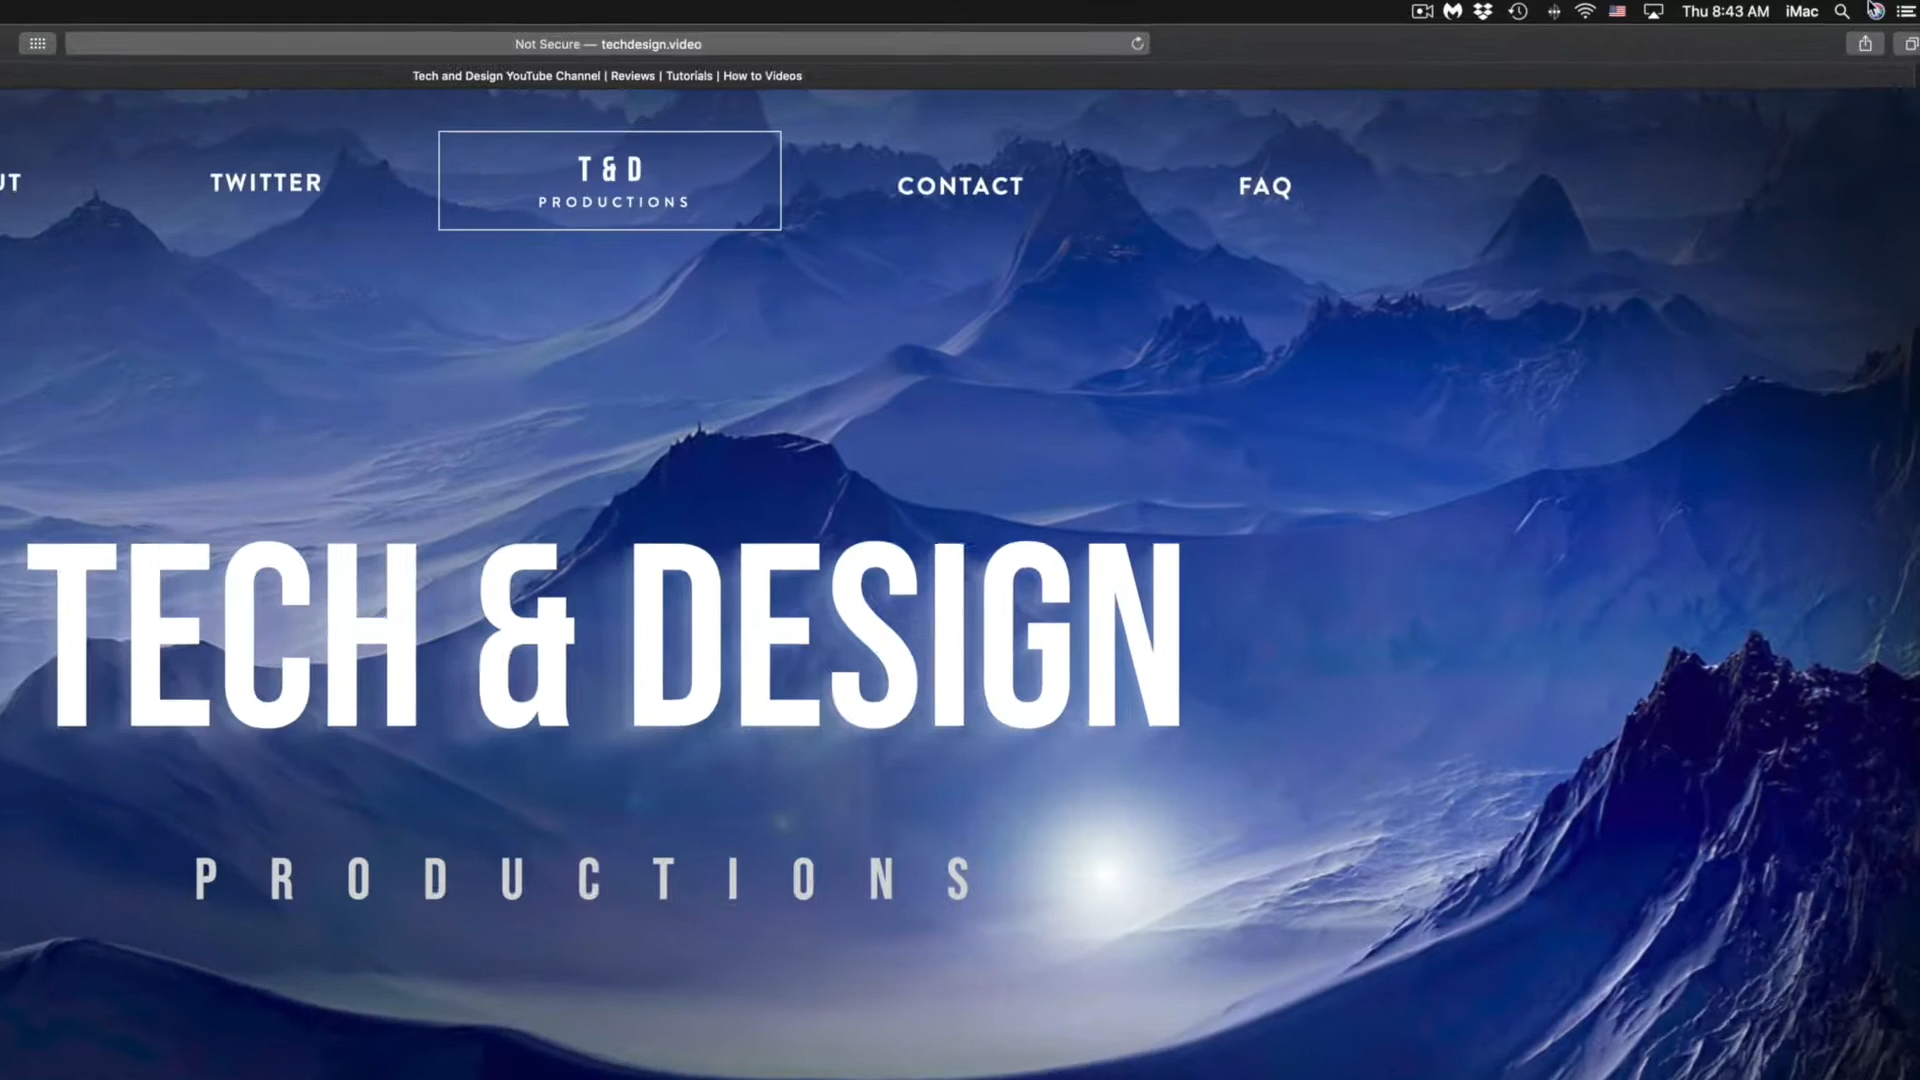 Thu 8:43 AM iMac
Not Secure — techdesign.video
Tech and Design YouTube Channel | Reviews | Tutorials | How to Videos
UT TWITTER T & D CONTACT FAQ
PRODUCTIONS
TECH & DESIGN
PRODUCTIONS